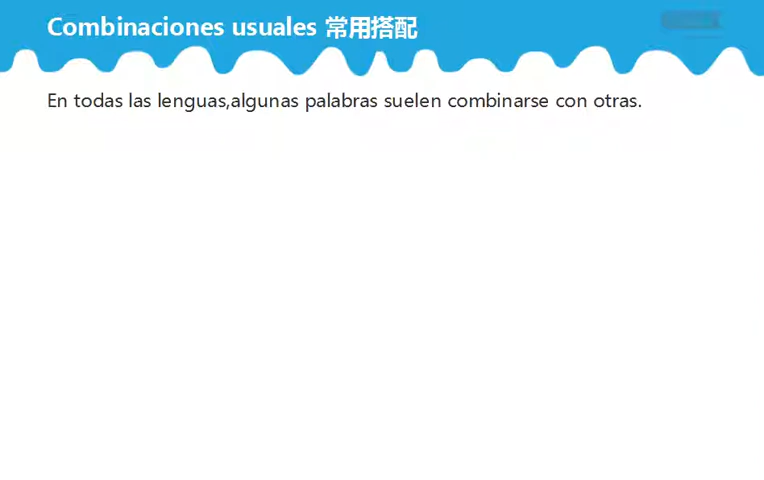 Combinaciones usuales 常用搭配
En todas las lenguas,algunas palabras suelen combinarse con otras.